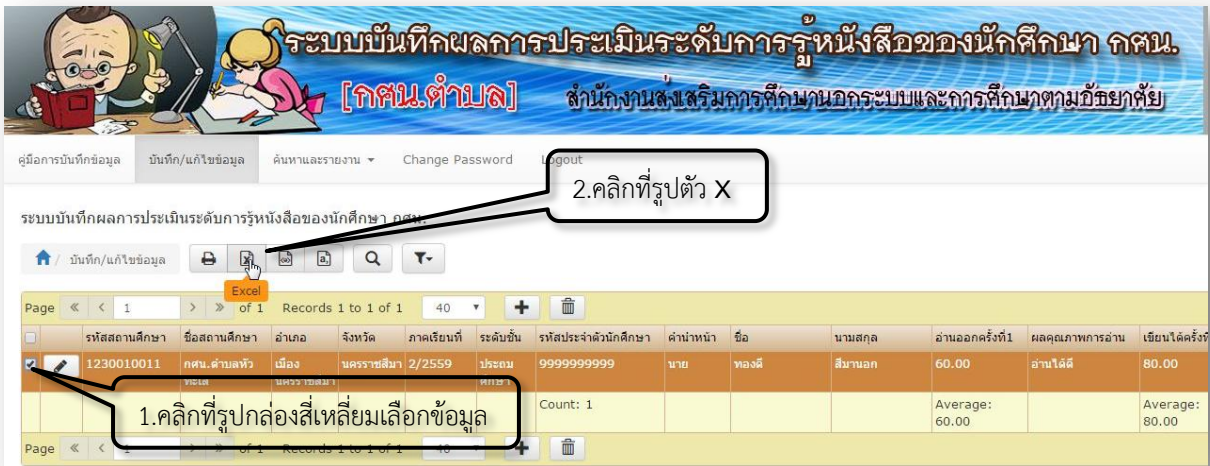 ระบบบันทึกผลการประเมินระดับการรู้หนังสือของนักศึกษา กศน.
[กศน.ตำบล] สำนักงานส่งเสริมการศึกษานอกระบบและการศึกษาตามอัธยาศัย
คู่มือการบันทึกข้อมูล บันทึก/แก้ไขข้อมูล ค้นหาและรายงาน Change Password Logout
2.คลิกที่รูปตัว X
ระบบบันทึกผลการประเมินระดับการรู้หนังสือของนักศึกษา กศน.
/ บันทึก/แก้ไขข้อมูล
Excel
Page 1 of 1 Records 1 to 1 of 1 40
รหัสสถานศึกษา ชื่อสถานศึกษา อำเภอ จังหวัด ภาคเรียนที่ ระดับชั้น รหัสประจำตัวนักศึกษา คำนำหน้า ชื่อ นามสกุล อ่านออกครั้งที่1 ผลคุณภาพการอ่าน เขียนได้ครั้งที่
1230010011 กศน.ตำบลหัวทะเล เมืองนครราชสีมา นครราชสีมา 2/2559 ประถมศึกษา 9999999999 นาย ทองดี สีมานอก 60.00 อ่านได้ดี 80.00
1.คลิกที่รูปกล่องสี่เหลี่ยมเลือกข้อมูล
Count: 1 Average: 60.00 Average: 80.00
Page 1 of 1 Records 1 to 1 of 1 40